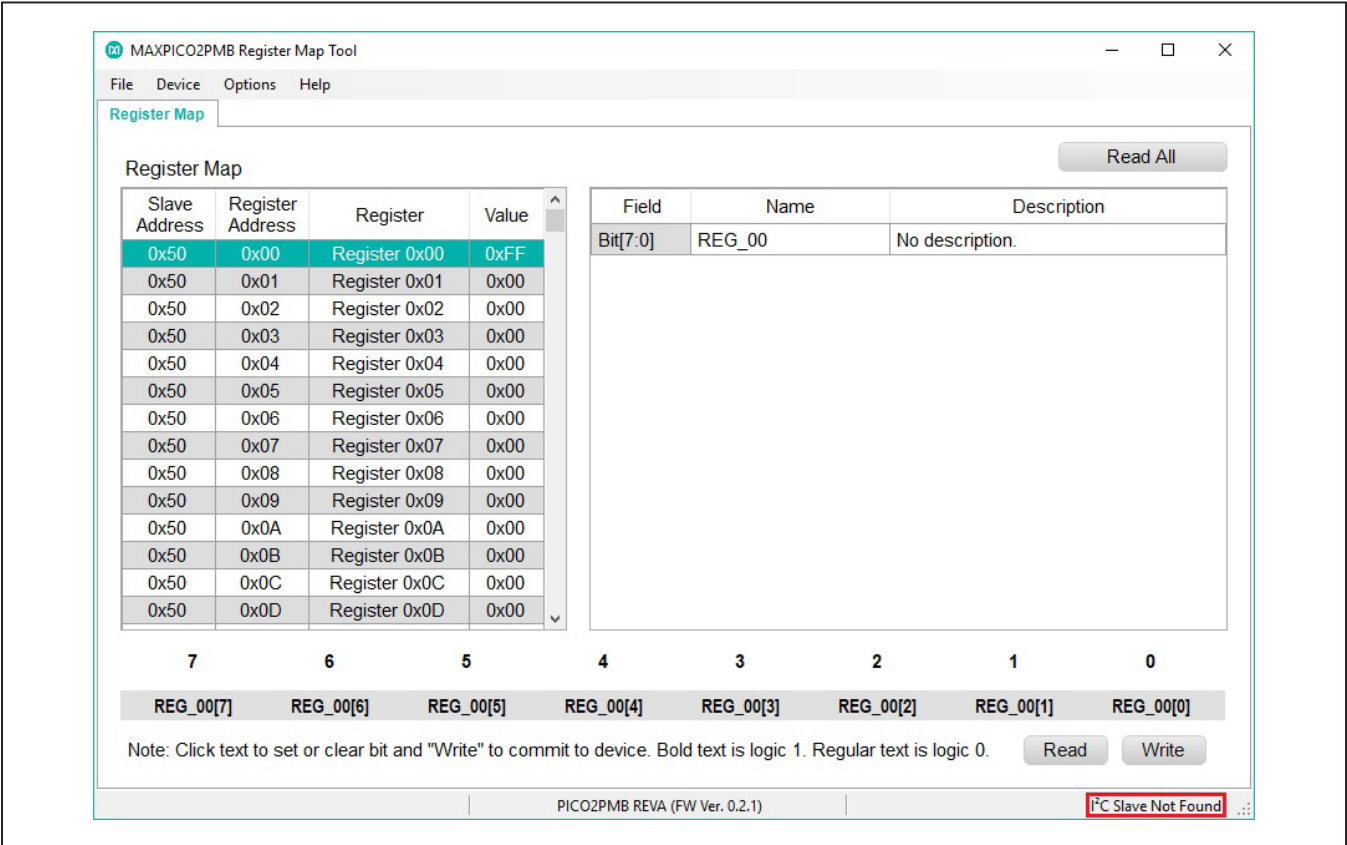 MAXPICO2PMB Register Map Tool
File Device Options Help
Register Map
Read All
Register Map
Slave Address Register Address Register Value
0x50 0x00 Register 0x00 0xFF
0x50 0x01 Register 0x01 0x00
0x50 0x02 Register 0x02 0x00
0x50 0x03 Register 0x03 0x00
0x50 0x04 Register 0x04 0x00
0x50 0x05 Register 0x05 0x00
0x50 0x06 Register 0x06 0x00
0x50 0x07 Register 0x07 0x00
0x50 0x08 Register 0x08 0x00
0x50 0x09 Register 0x09 0x00
0x50 0x0A Register 0x0A 0x00
0x50 0x0B Register 0x0B 0x00
0x50 0x0C Register 0x0C 0x00
0x50 0x0D Register 0x0D 0x00
Field Name Description
Bit[7:0] REG_00 No description.
7 6 5 4 3 2 1 0
REG_00[7] REG_00[6] REG_00[5] REG_00[4] REG_00[3] REG_00[2] REG_00[1] REG_00[0]
Note: Click text to set or clear bit and "Write" to commit to device. Bold text is logic 1. Regular text is logic 0. Read Write
PICO2PMB REVA (FW Ver. 0.2.1) I²C Slave Not Found